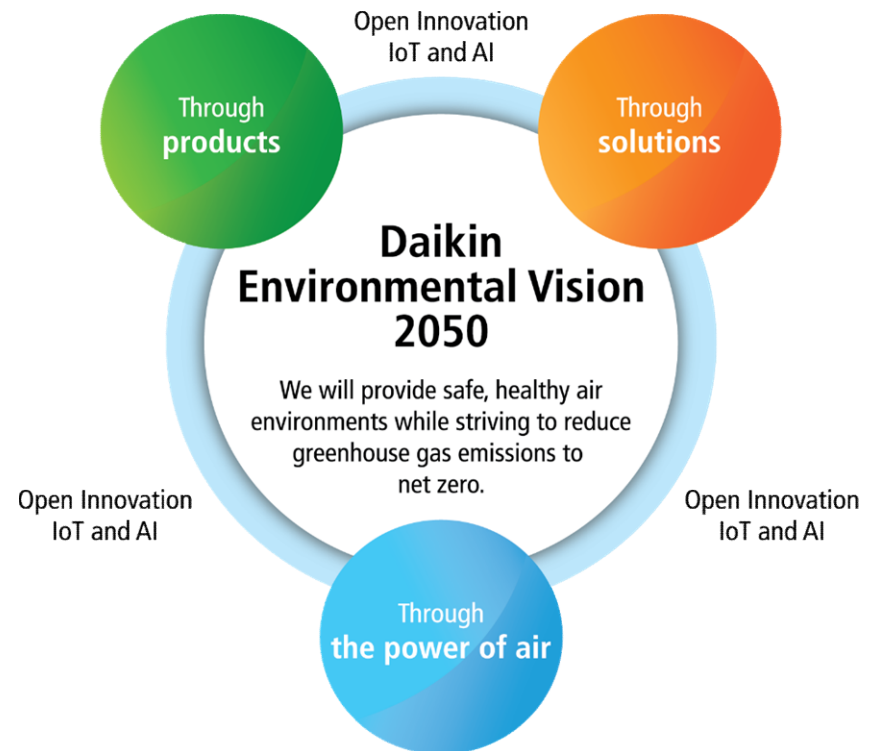 Open Innovation
IoT and AI
Through
products
Through
solutions
Daikin
Environmental Vision
2050
We will provide safe, healthy air
environments while striving to reduce
greenhouse gas emissions to
net zero.
Open Innovation
IoT and AI
Open Innovation
IoT and AI
Through
the power of air